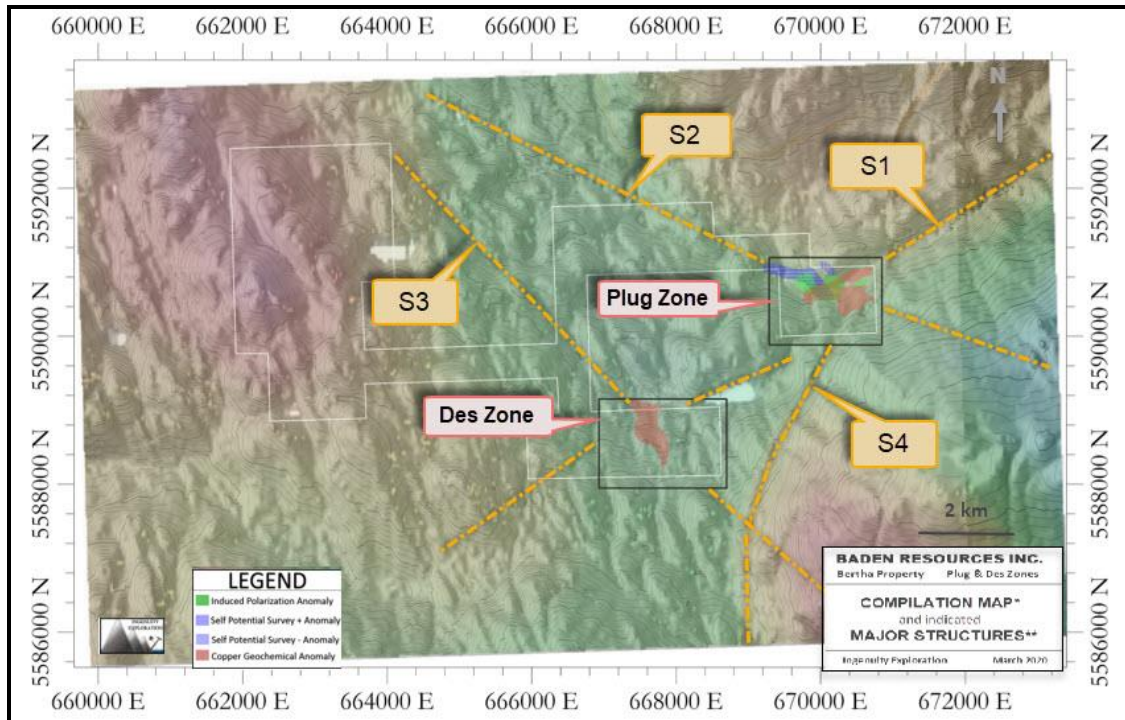 660000 E 662000 E 664000 E 666000 E 668000 E 670000 E 672000 E
N
S2
S1
5592000 N
5592000 N
S3
Plug Zone
5590000 N
5590000 N
Des Zone
S4
5588000 N
5588000 N
2 km
BADEN RESOURCES INC.
Bertha Property Plug & Des Zones
COMPILATION MAP*
and indicated
MAJOR STRUCTURES**
Ingenuity Exploration March 2020
LEGEND
Induced Polarization Anomaly
Self Potential Survey + Anomaly
Self Potential Survey - Anomaly
Copper Geochemical Anomaly
INGENUITY
EXPLORATION
5586000 N
5586000 N
660000 E 662000 E 664000 E 666000 E 668000 E 670000 E 672000 E